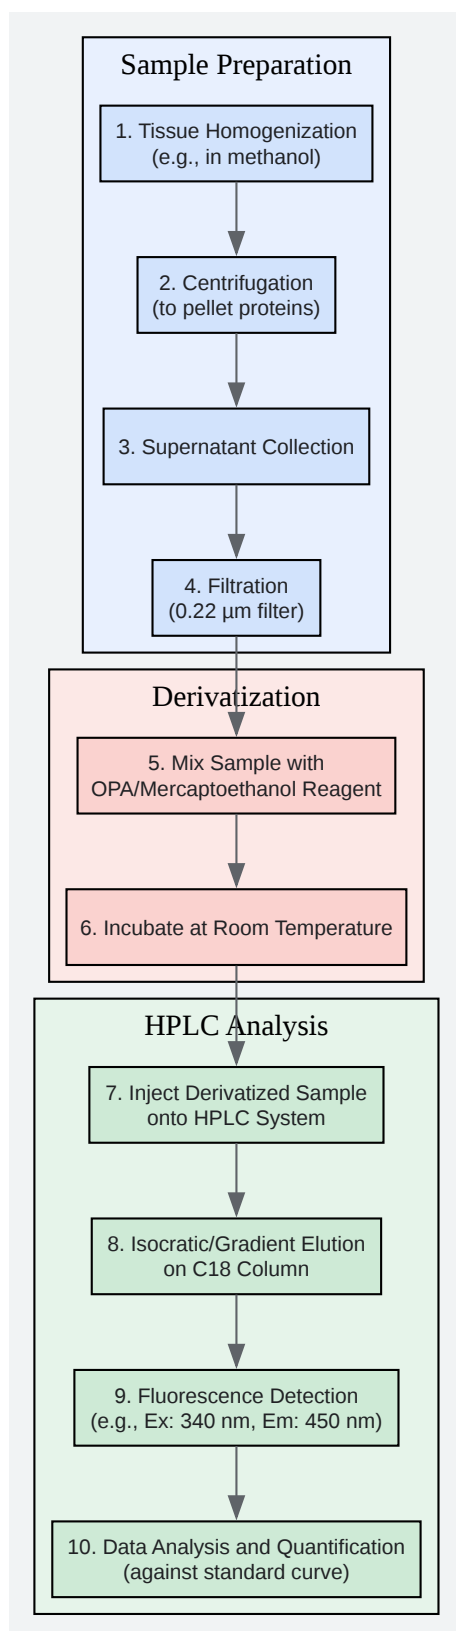 Sample Preparation
1. Tissue Homogenization
(e.g., in methanol)
2. Centrifugation
(to pellet proteins)
3. Supernatant Collection
4. Filtration
(0.22 µm filter)
Derivatization
5. Mix Sample with
OPA/Mercaptoethanol Reagent
6. Incubate at Room Temperature
HPLC Analysis
7. Inject Derivatized Sample
onto HPLC System
8. Isocratic/Gradient Elution
on C18 Column
9. Fluorescence Detection
(e.g., Ex: 340 nm, Em: 450 nm)
10. Data Analysis and Quantification
(against standard curve)